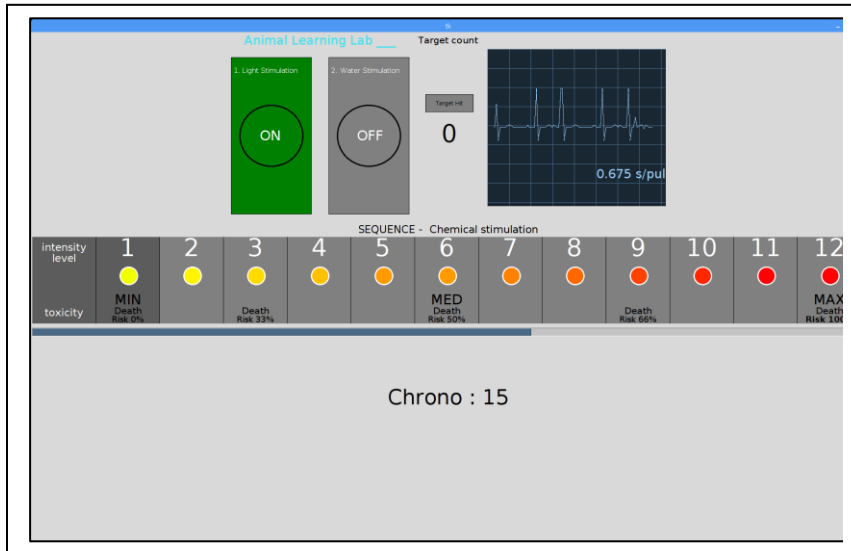 Animal Learning Lab ___
Target count
1. Light Stimulation
ON
2. Water Stimulation
OFF
Target Hit
0
0.675 s/pul
SEQUENCE - Chemical stimulation
intensity level
1 2 3 4 5 6 7 8 9 10 11 12
toxicity
MIN
Death
Risk 0%
Death
Risk 33%
MED
Death
Risk 50%
Death
Risk 66%
MAX
Death
Risk 100
Chrono : 15